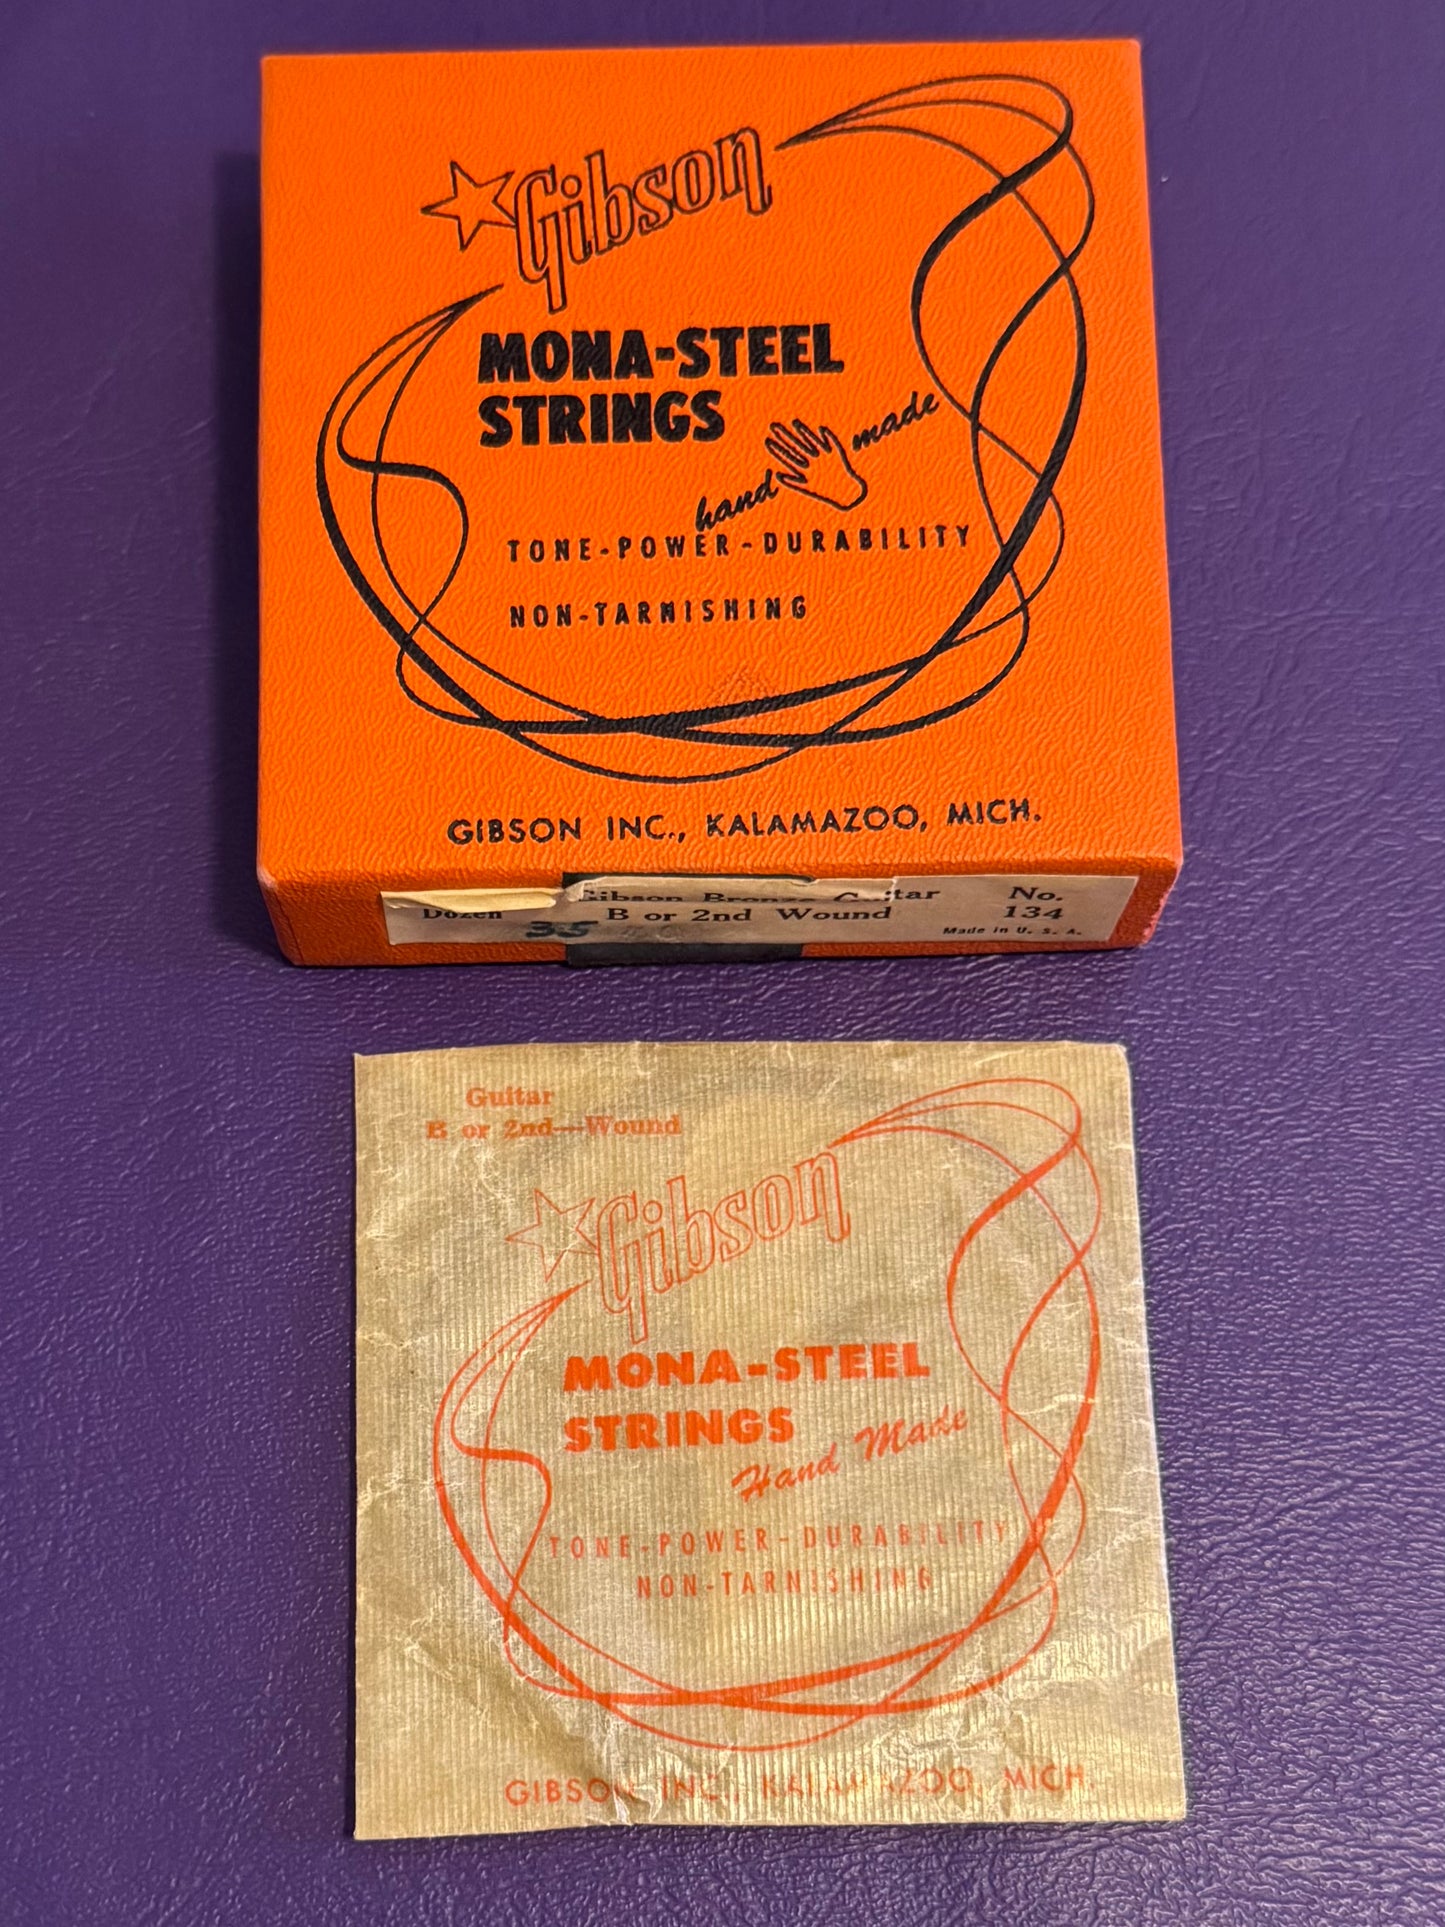 Gibson
MONA-STEEL
STRINGS
hand made
TONE-POWER-DURABILITY
NON-TARNISHING
GIBSON INC., KALAMAZOO, MICH.
Gibson Bronze Guitar No.
Dozen B or 2nd Wound 134
35 Made in U. S. A.
Guitar
B or 2nd—Wound
Gibson
MONA-STEEL
STRINGS
Hand Made
TONE-POWER-DURABILITY
NON-TARNISHING
GIBSON INC., KALAMAZOO, MICH.